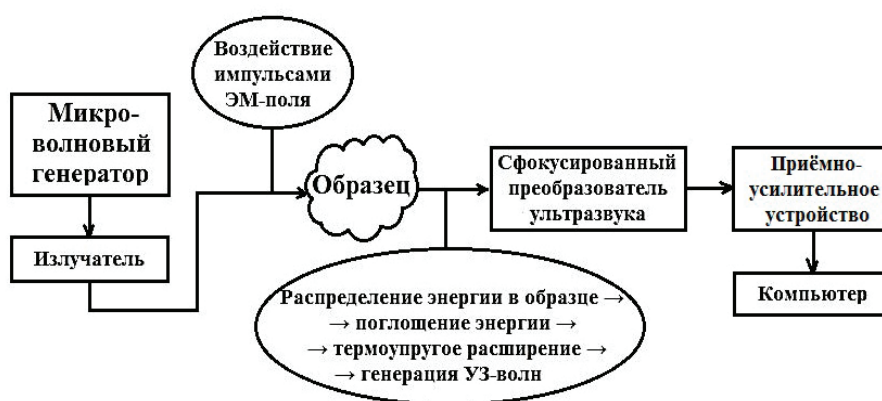 Воздействие
импульсами
ЭМ-поля
Микро-
волновый
генератор
Излучатель
Образец
Сфокусированный
преобразователь
ультразвука
Приёмно-
усилительное
устройство
Компьютер
Распределение энергии в образце →
→ поглощение энергии →
→ термоупругое расширение →
→ генерация УЗ-волн